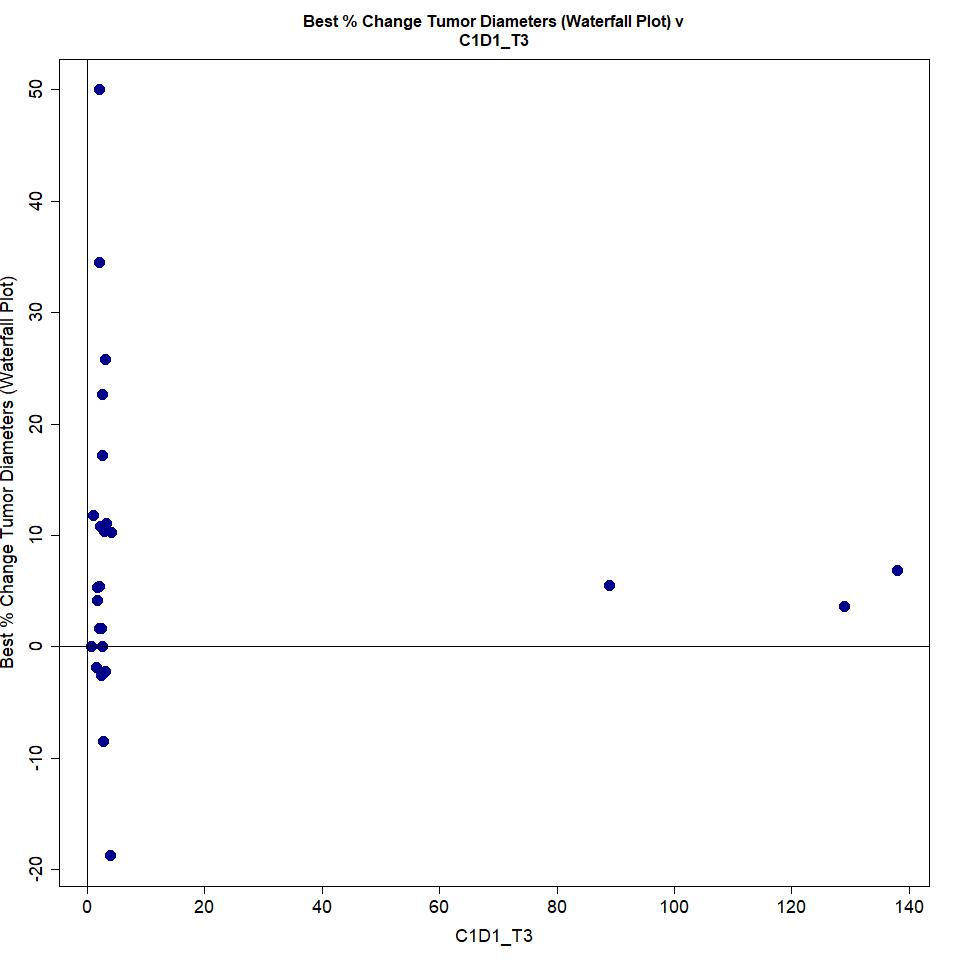 Best % Change Tumor Diameters (Waterfall Plot) v
C1D1_T3
Best % Change Tumor Diameters (Waterfall Plot)
50
40
30
20
10
0
-10
-20
0 20 40 60 80 100 120 140
C1D1_T3